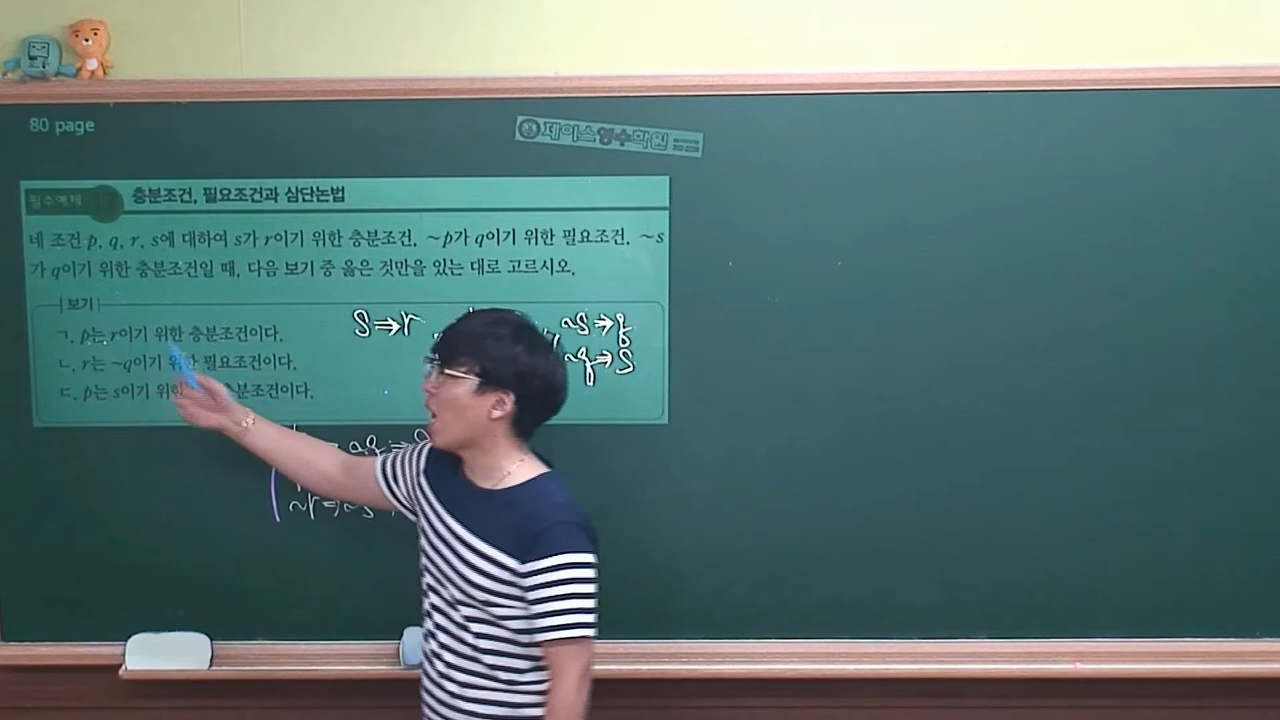 80 page
제이스영수학원
필수예제
충분조건, 필요조건과 삼단논법
네 조건 p, q, r, s에 대하여 s가 r이기 위한 충분조건, ~p가 q이기 위한 필요조건, ~s
가 q이기 위한 충분조건일 때, 다음 보기 중 옳은 것만을 있는 대로 고르시오.
보기
ㄱ. p는 r이기 위한 충분조건이다.
ㄴ. r는 ~q이기 위한 필요조건이다.
ㄷ. p는 s이기 위한 충분조건이다.
S⇒r
, ~s⇒q
~q⇒s
~q⇒
~r⇒~s